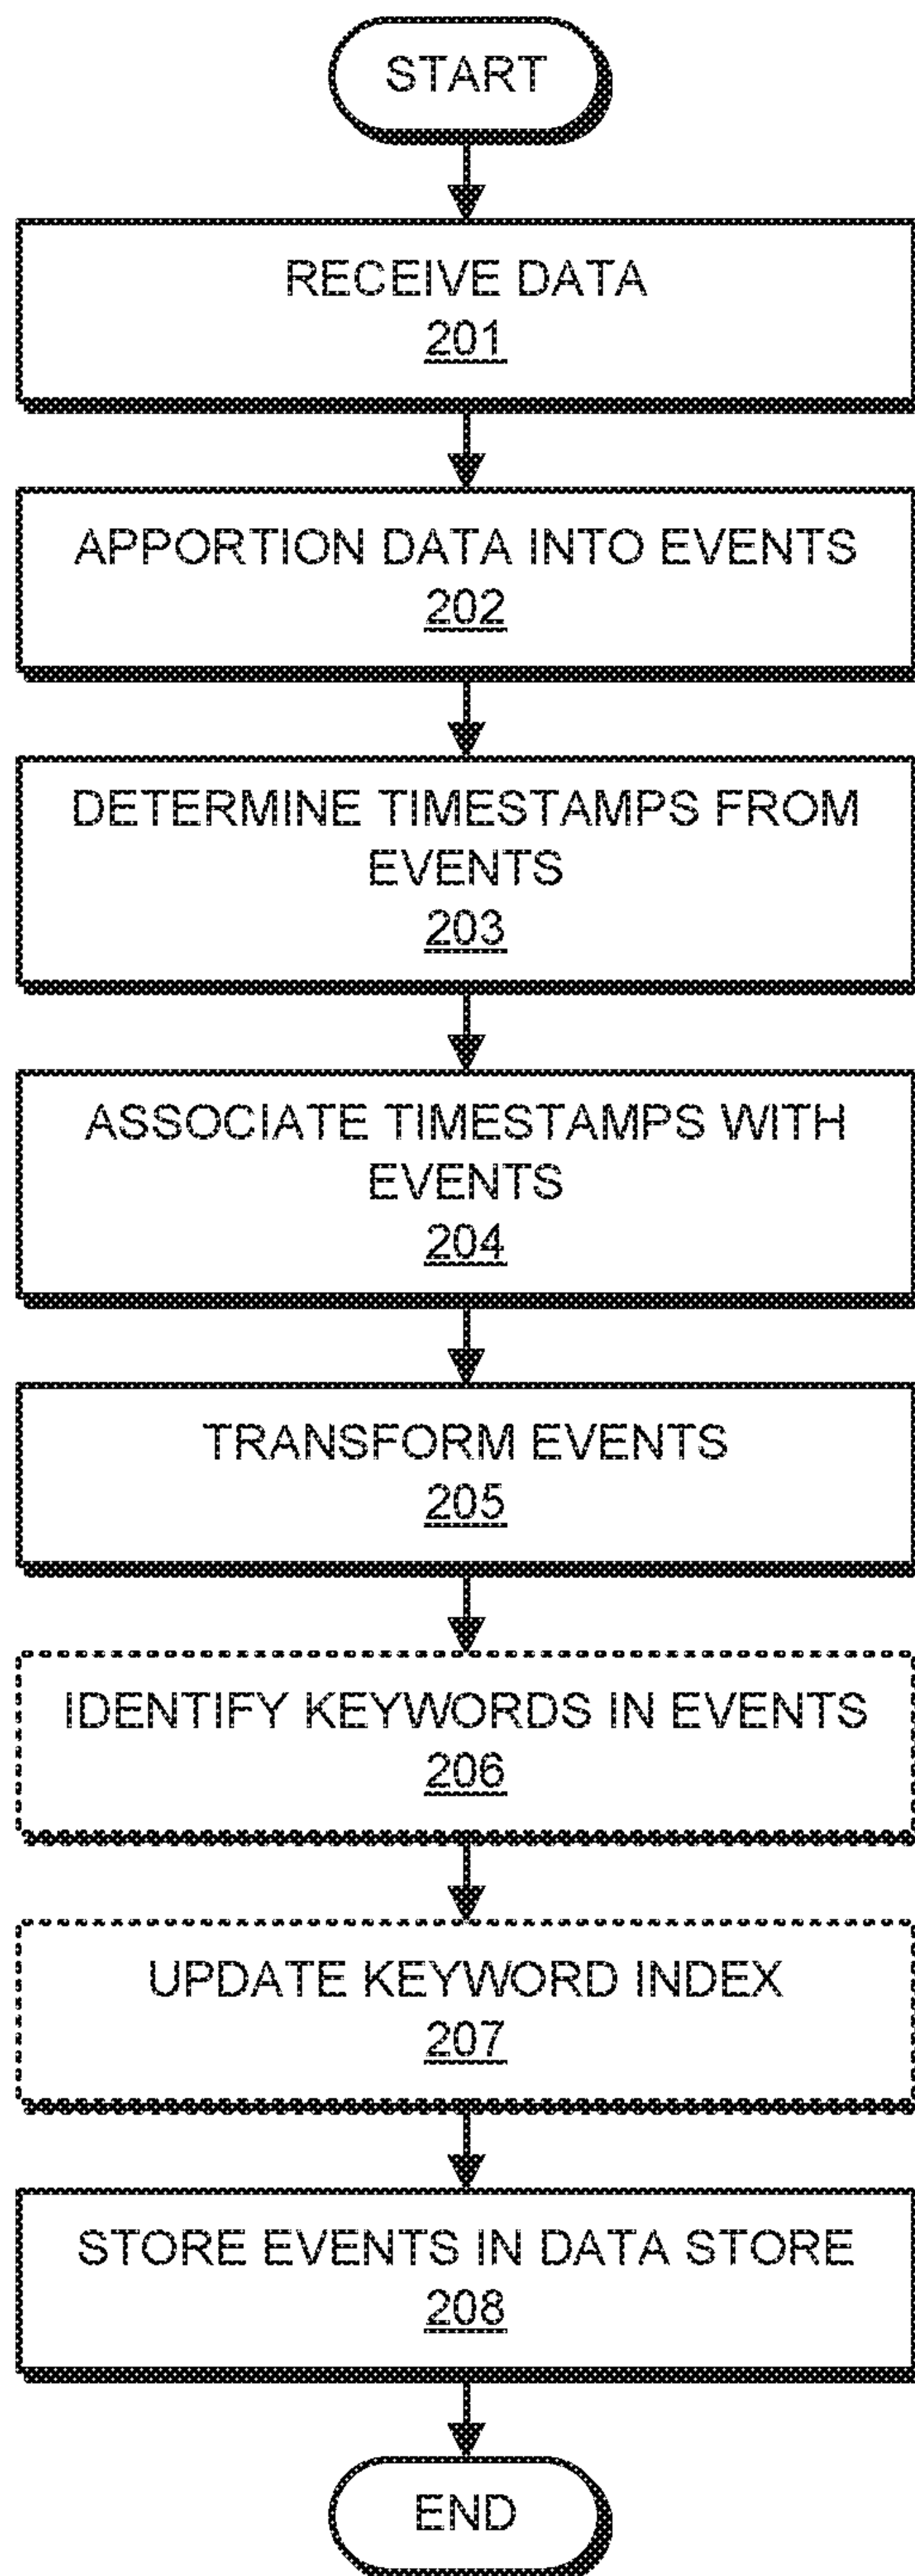 START
RECEIVE DATA
201
APPORTION DATA INTO EVENTS
202
DETERMINE TIMESTAMPS FROM
EVENTS
203
ASSOCIATE TIMESTAMPS WITH
EVENTS
204
TRANSFORM EVENTS
205
IDENTIFY KEYWORDS IN EVENTS
206
UPDATE KEYWORD INDEX
207
STORE EVENTS IN DATA STORE
208
END